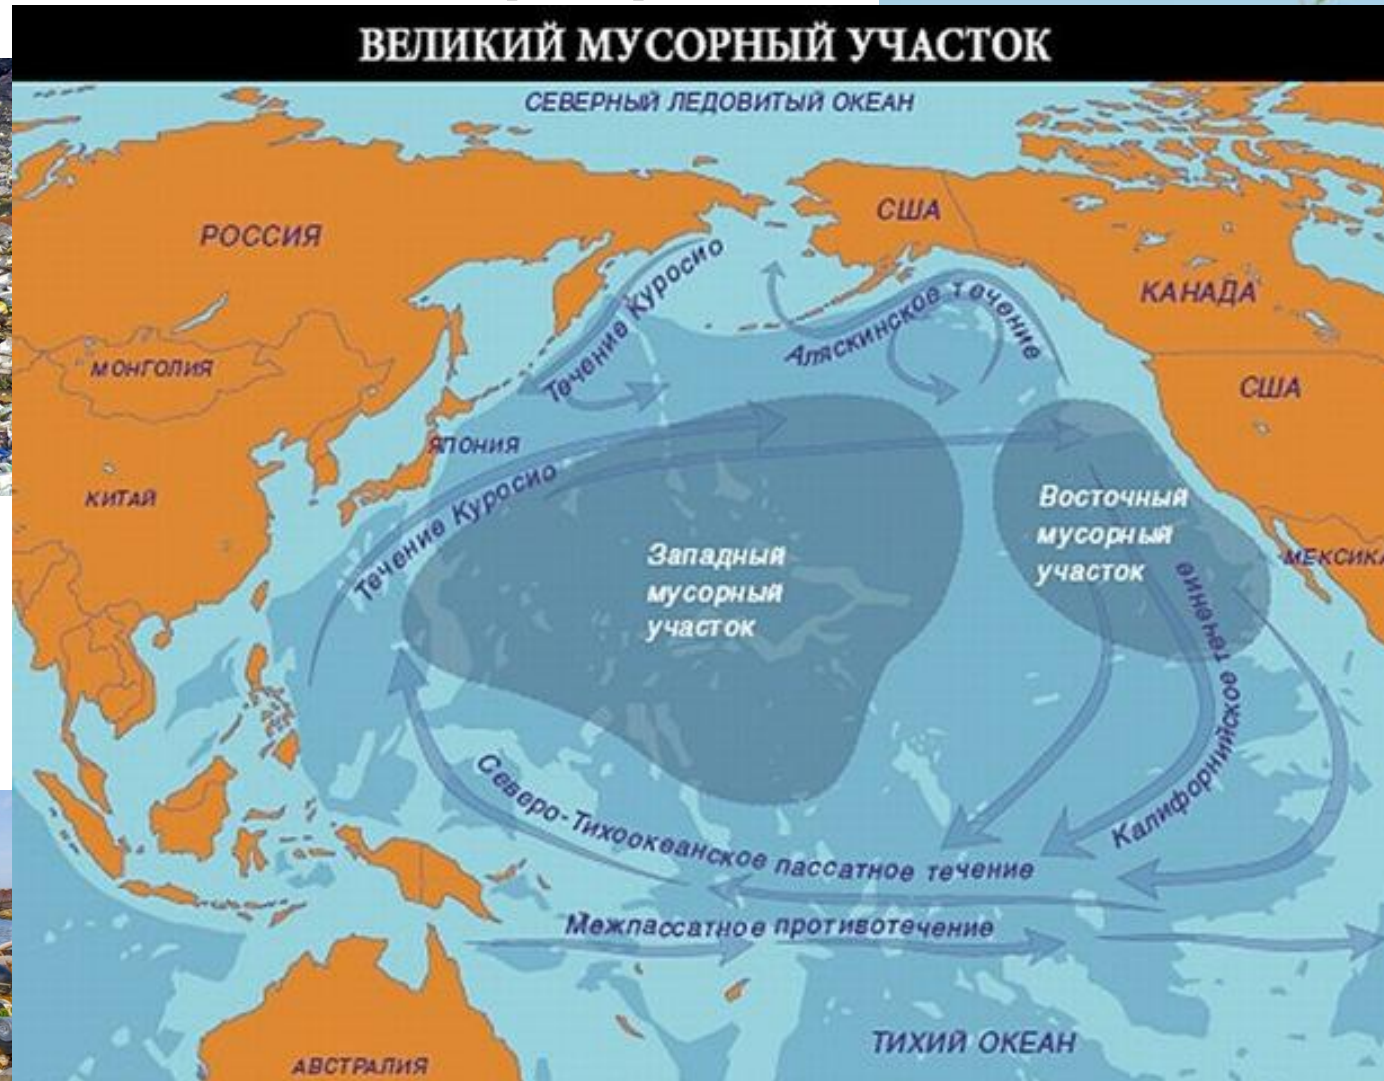 ВЕЛИКИЙ МУСОРНЫЙ УЧАСТОК
СЕВЕРНЫЙ ЛЕДОВИТЫЙ ОКЕАН
РОССИЯ
США
КАНАДА
Течение Куросио
Аляскинское течение
МОНГОЛИЯ
США
ЯПОНИЯ
КИТАЙ
Течение Куросио
Восточный
мусорный
участок
Западный
мусорный
участок
МЕКСИКА
Калифорнийское течение
Северо-Тихоокеанское пассатное течение
Межпассатное противотечение
ТИХИЙ ОКЕАН
АВСТРАЛИЯ